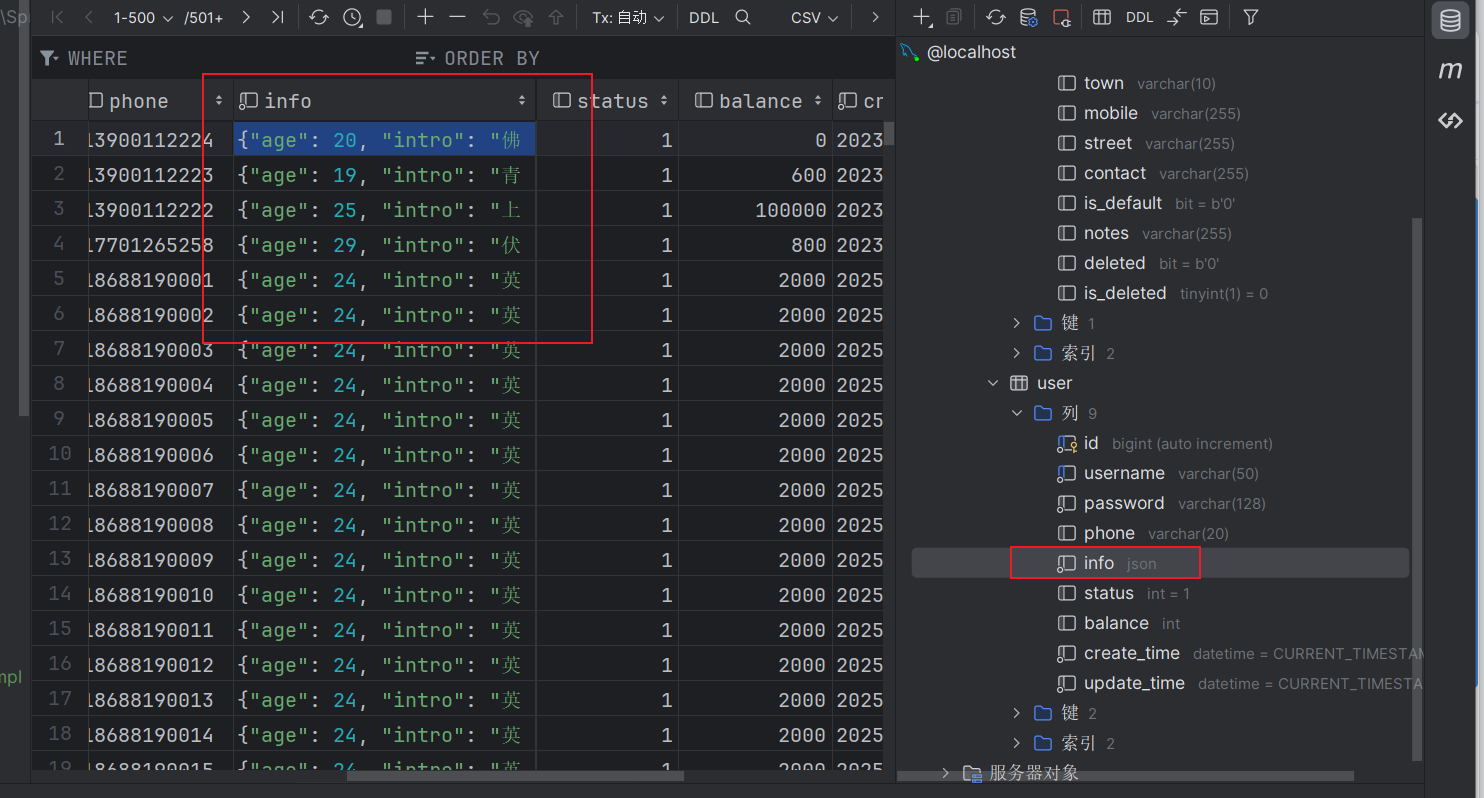 \Sp
1-500 /501+ Tx: 自动 DDL CSV
WHERE ORDER BY
phone info status balance cr
1 13900112224 {"age": 20, "intro": "佛 1 0 2023
2 13900112223 {"age": 19, "intro": "青 1 600 2023
3 13900112222 {"age": 25, "intro": "上 1 100000 2023
4 17701265258 {"age": 29, "intro": "伏 1 800 2023
5 18688190001 {"age": 24, "intro": "英 1 2000 2025
6 18688190002 {"age": 24, "intro": "英 1 2000 2025
7 18688190003 {"age": 24, "intro": "英 1 2000 2025
8 18688190004 {"age": 24, "intro": "英 1 2000 2025
9 18688190005 {"age": 24, "intro": "英 1 2000 2025
10 18688190006 {"age": 24, "intro": "英 1 2000 2025
11 18688190007 {"age": 24, "intro": "英 1 2000 2025
12 18688190008 {"age": 24, "intro": "英 1 2000 2025
13 18688190009 {"age": 24, "intro": "英 1 2000 2025
14 18688190010 {"age": 24, "intro": "英 1 2000 2025
15 18688190011 {"age": 24, "intro": "英 1 2000 2025
16 18688190012 {"age": 24, "intro": "英 1 2000 2025
17 18688190013 {"age": 24, "intro": "英 1 2000 2025
18 18688190014 {"age": 24, "intro": "英 1 2000 2025
19 18688190015 {"age": 24, "intro": "英 1 2000 2025
mpl
DDL
@localhost
town varchar(10)
mobile varchar(255)
street varchar(255)
contact varchar(255)
is_default bit = b'0'
notes varchar(255)
deleted bit = b'0'
is_deleted tinyint(1) = 0
键 1
索引 2
user
列 9
id bigint (auto increment)
username varchar(50)
password varchar(128)
phone varchar(20)
info json
status int = 1
balance int
create_time datetime = CURRENT_TIMESTAM
update_time datetime = CURRENT_TIMESTA
键 2
索引 2
服务器对象
m